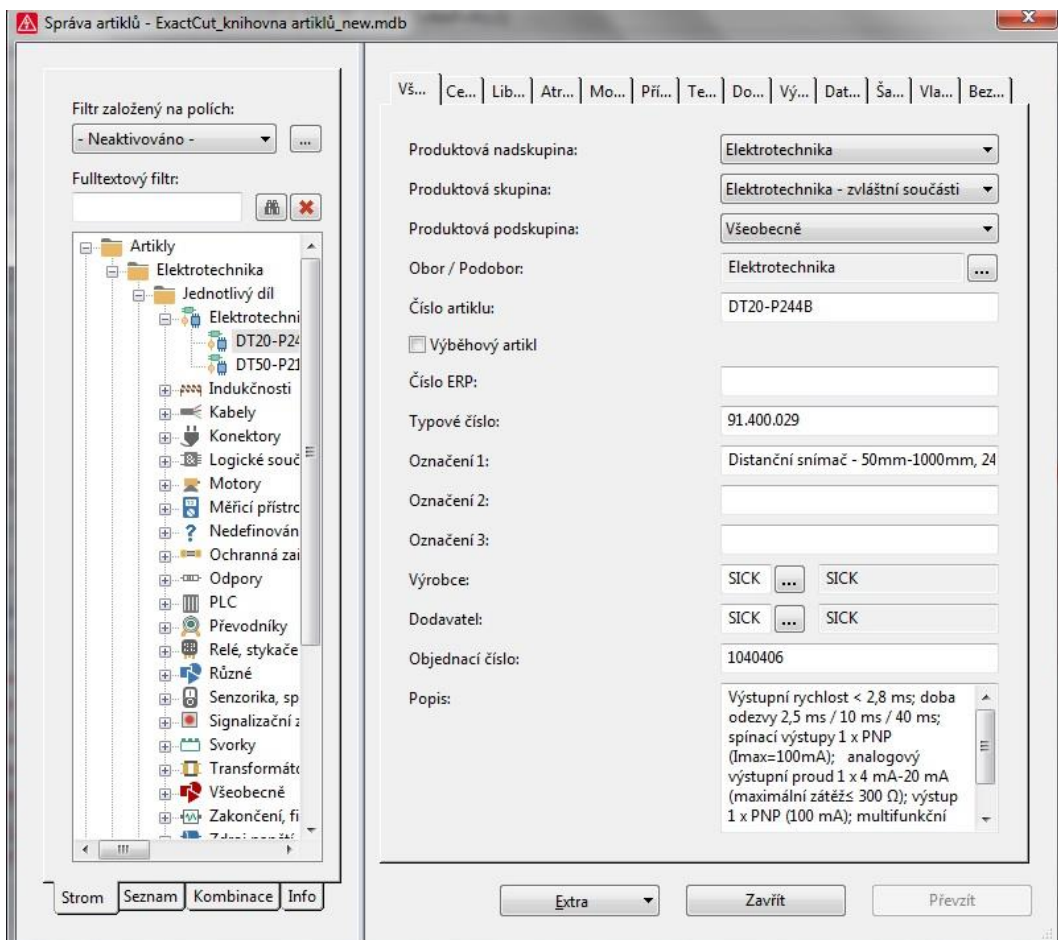 Správa artiklů - ExactCut_knihovna artiklů_new.mdb
Filtr založený na polích:
- Neaktivováno -
...
Fulltextový filtr:
Artikly
Elektrotechnika
Jednotlivý díl
Elektrotechni
DT20-P24
DT50-P21
Indukčnosti
Kabely
Konektory
Logické souč
Motory
Měřicí přístrc
Nedefinován
Ochranná zai
Odpory
PLC
Převodníky
Relé, stykače
Různé
Senzorika, sp
Signalizační z
Svorky
Transformáto
Všeobecně
Zakončení, fi
Zdroj napětí
Strom Seznam Kombinace Info
Vš... Ce... Lib... Atr... Mo... Pří... Te... Do... Vý... Dat... Ša... Vla... Bez...
Produktová nadskupina: Elektrotechnika
Produktová skupina: Elektrotechnika - zvláštní součásti
Produktová podskupina: Všeobecně
Obor / Podobor: Elektrotechnika ...
Číslo artiklu: DT20-P244B
Výběhový artikl
Číslo ERP:
Typové číslo: 91.400.029
Označení 1: Distanční snímač - 50mm-1000mm, 24
Označení 2:
Označení 3:
Výrobce: SICK ... SICK
Dodavatel: SICK ... SICK
Objednací číslo: 1040406
Popis: Výstupní rychlost < 2,8 ms; doba
odezvy 2,5 ms / 10 ms / 40 ms;
spínací výstupy 1 x PNP
(Imax=100mA); analogový
výstupní proud 1 x 4 mA-20 mA
(maximální zátěž≤ 300 Ω); výstup
1 x PNP (100 mA); multifunkční
Extra Zavřít Převzít